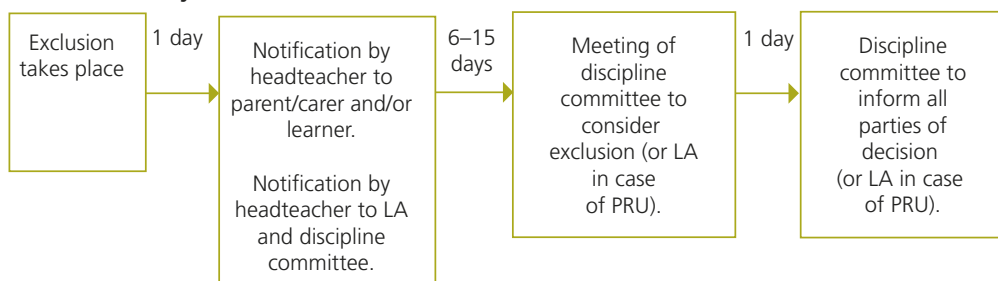 Exclusion
takes place
1 day
Notification by
headteacher to
parent/carer and/or
learner.
Notification by
headteacher to LA
and discipline
committee.
6–15
days
Meeting of
discipline
committee to
consider
exclusion (or LA
in case
of PRU).
1 day
Discipline
committee to
inform all
parties of
decision
(or LA in case
of PRU).